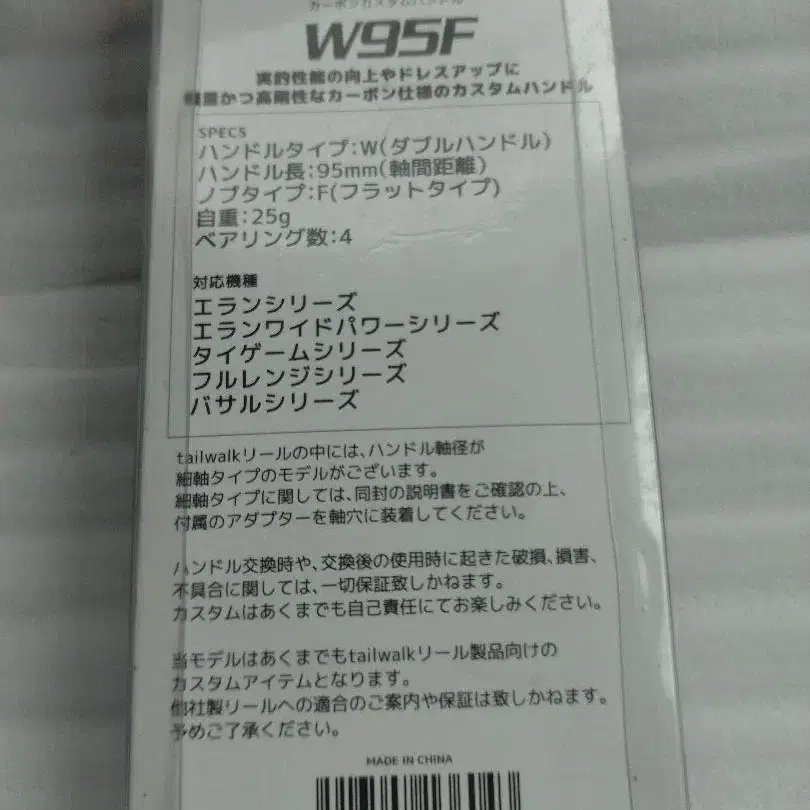 カーボンカスタムハンドル
W95F
実釣性能の向上やドレスアップに
軽量かつ高剛性なカーボン仕様のカスタムハンドル
SPECS
ハンドルタイプ:W(ダブルハンドル)
ハンドル長:95mm(軸間距離)
ノブタイプ:F(フラットタイプ)
自重:25g
ベアリング数:4
対応機種
エランシリーズ
エランワイドパワーシリーズ
タイゲームシリーズ
フルレンジシリーズ
バサルシリーズ
tailwalkリールの中には、ハンドル軸径が
細軸タイプのモデルがございます。
細軸タイプに関しては、同封の説明書をご確認の上、
付属のアダプターを軸穴に装着してください。
ハンドル交換時や、交換後の使用時に起きた破損、損害、
不具合に関しては、一切保証致しかねます。
カスタムはあくまでも自己責任にてお楽しみください。
当モデルはあくまでもtailwalkリール製品向けの
カスタムアイテムとなります。
他社製リールへの適合のご案内や保証は致しかねます。
予めご了承ください。
MADE IN CHINA